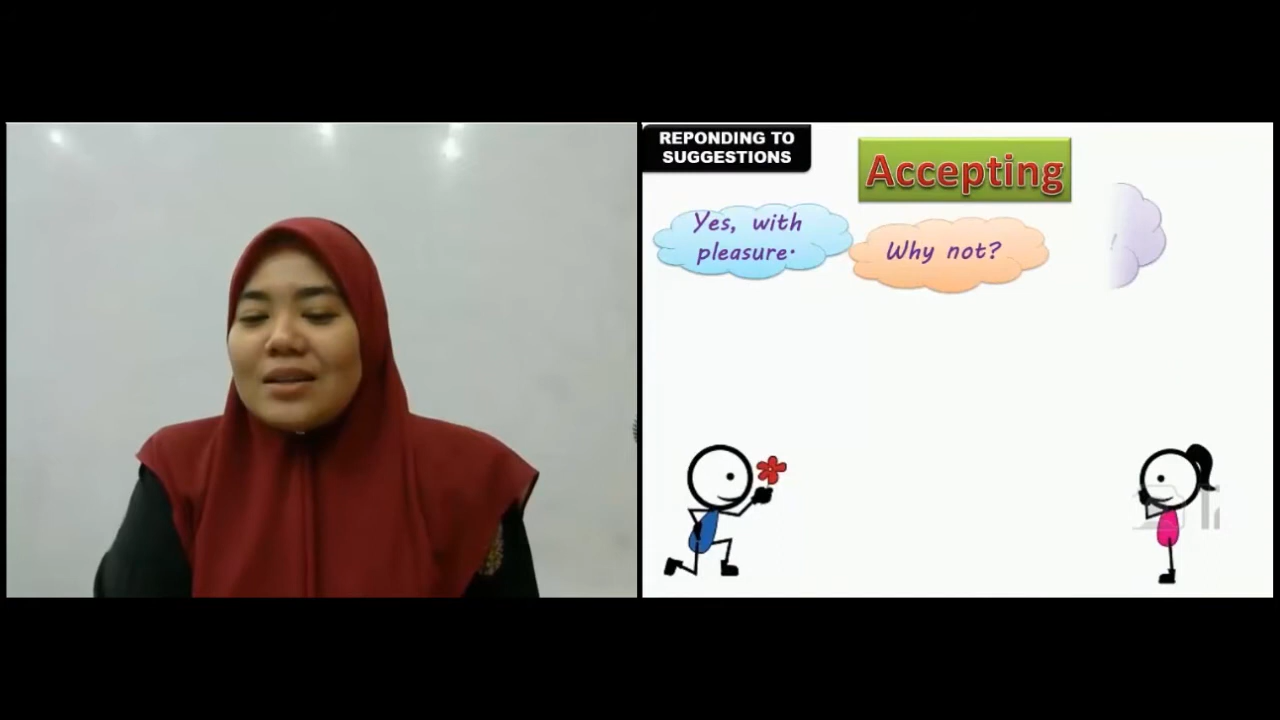 REPONDING TO
SUGGESTIONS
Accepting
Yes, with
pleasure.
Why not?